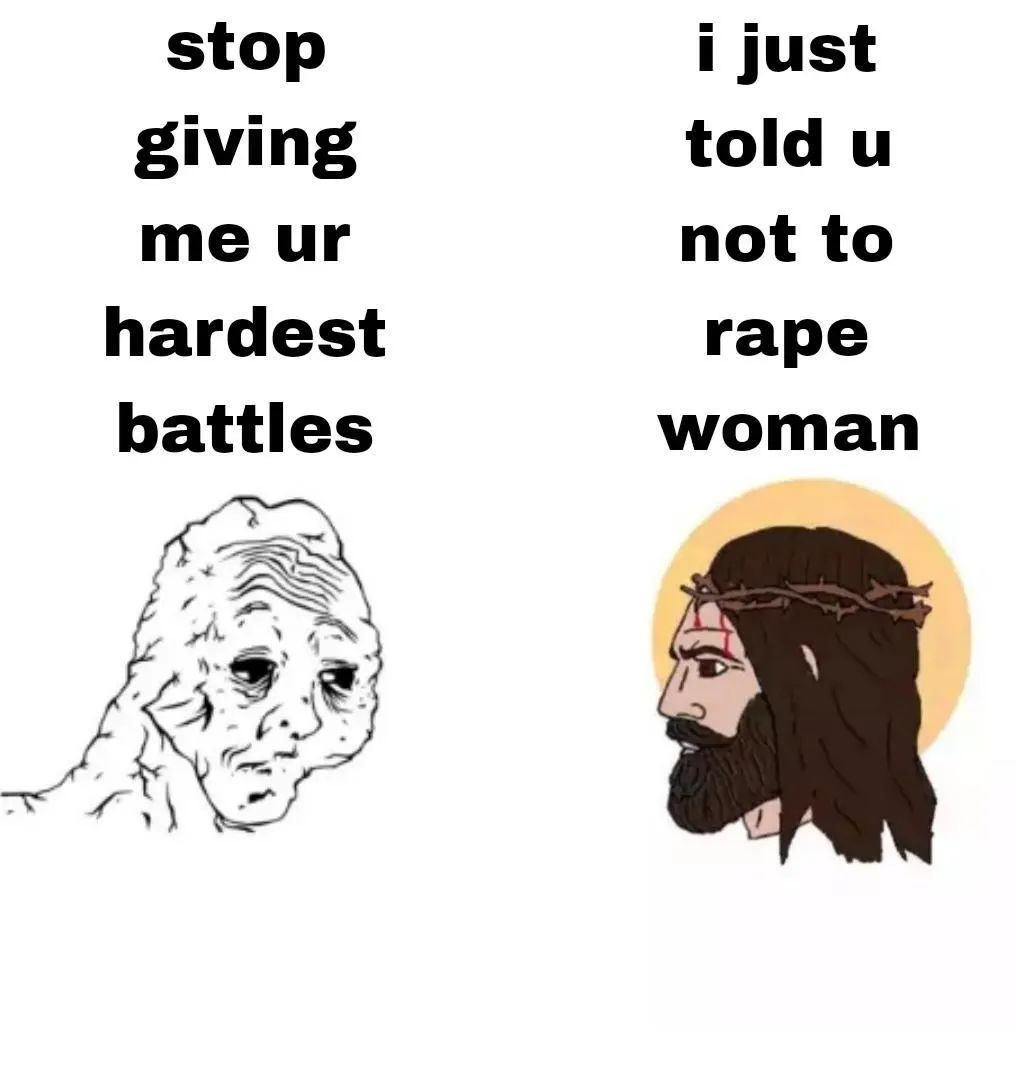 stop
giving
me ur
hardest
battles
i just
told u
not to
rape
woman